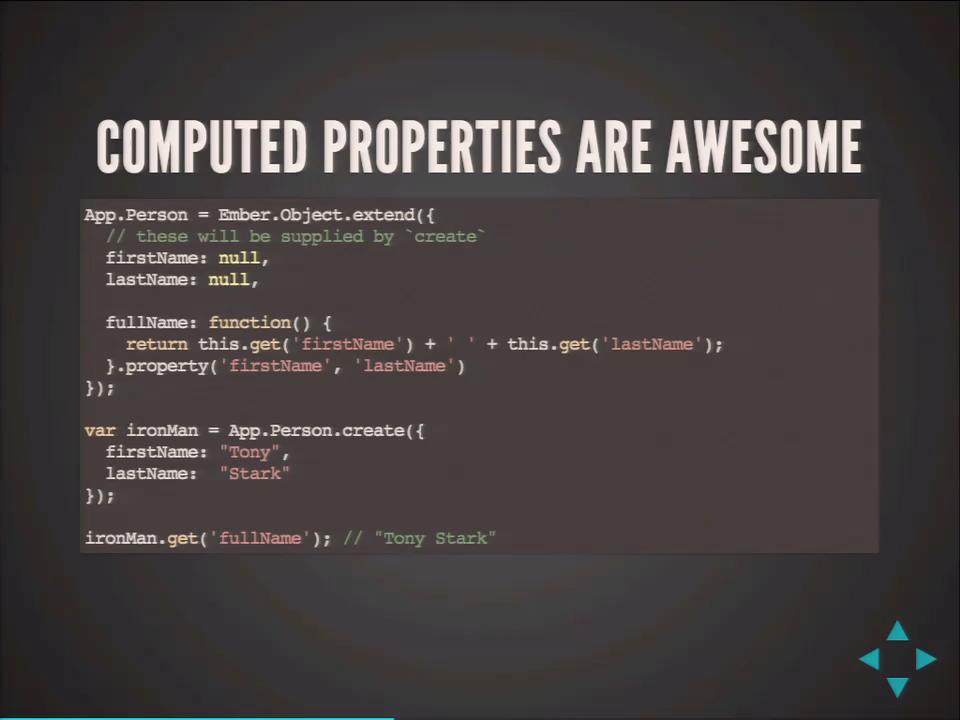 COMPUTED PROPERTIES ARE AWESOME
App.Person = Ember.Object.extend({
  // these will be supplied by `create`
  firstName: null,
  lastName: null,

  fullName: function() {
    return this.get('firstName') + ' ' + this.get('lastName');
  }.property('firstName', 'lastName')
});

var ironMan = App.Person.create({
  firstName: "Tony",
  lastName:  "Stark"
});

ironMan.get('fullName'); // "Tony Stark"